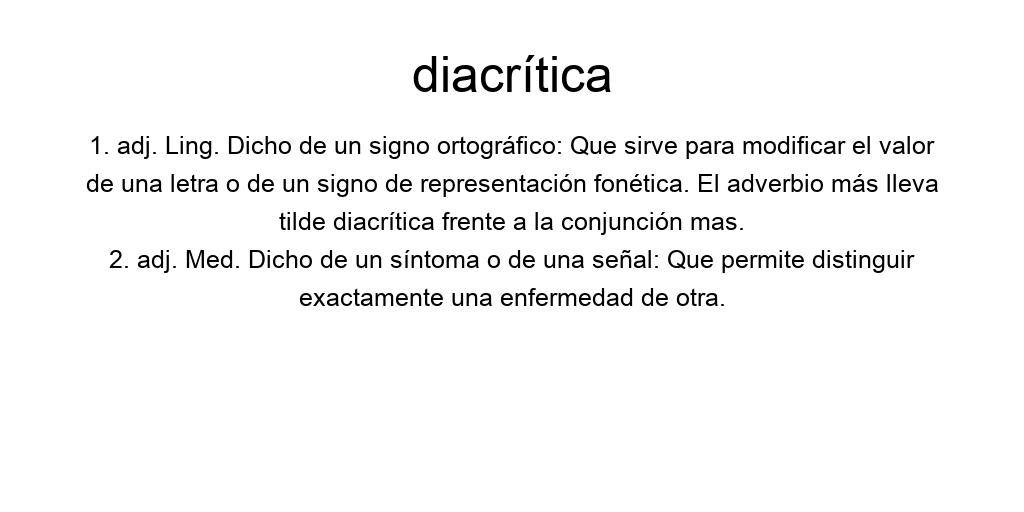 diacrítica
1. adj. Ling. Dicho de un signo ortográfico: Que sirve para modificar el valor
de una letra o de un signo de representación fonética. El adverbio más lleva
tilde diacrítica frente a la conjunción mas.
2. adj. Med. Dicho de un síntoma o de una señal: Que permite distinguir
exactamente una enfermedad de otra.